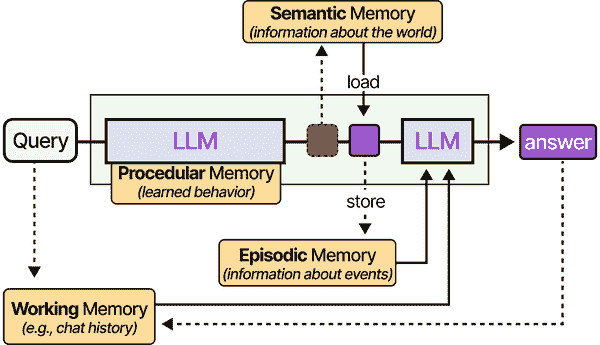 Semantic Memory
(information about the world)
load
Query
LLM
LLM
answer
Procedular Memory
(learned behavior)
store
Episodic Memory
(information about events)
Working Memory
(e.g., chat history)